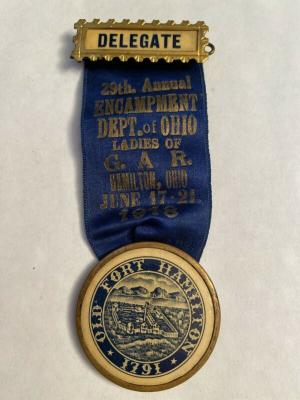 DELEGATE
29th. Annual
ENCAMPMENT
DEPT. of OHIO
LADIES OF
G. A R.
HAMILTON, OHIO
JUNE 17-21
1918
OLD FORT HAMILTON
1791